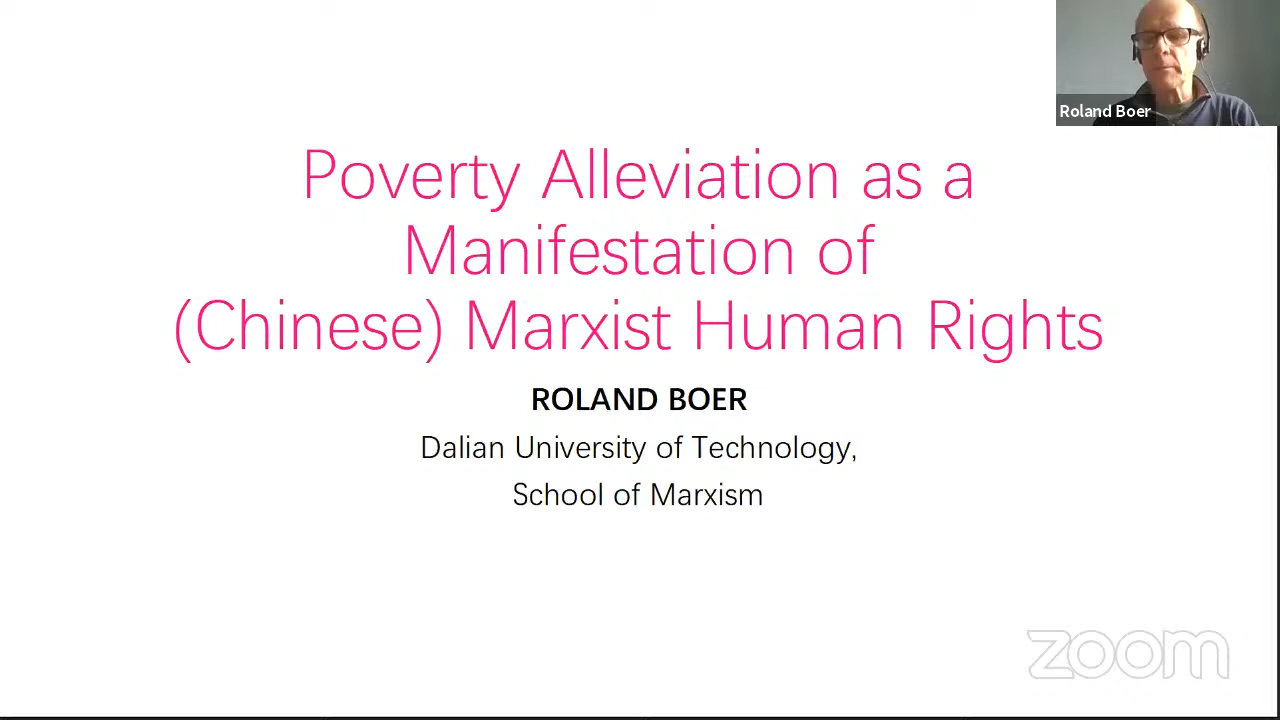 Roland Boer
Poverty Alleviation as a
Manifestation of
(Chinese) Marxist Human Rights
ROLAND BOER
Dalian University of Technology,
School of Marxism
zoom